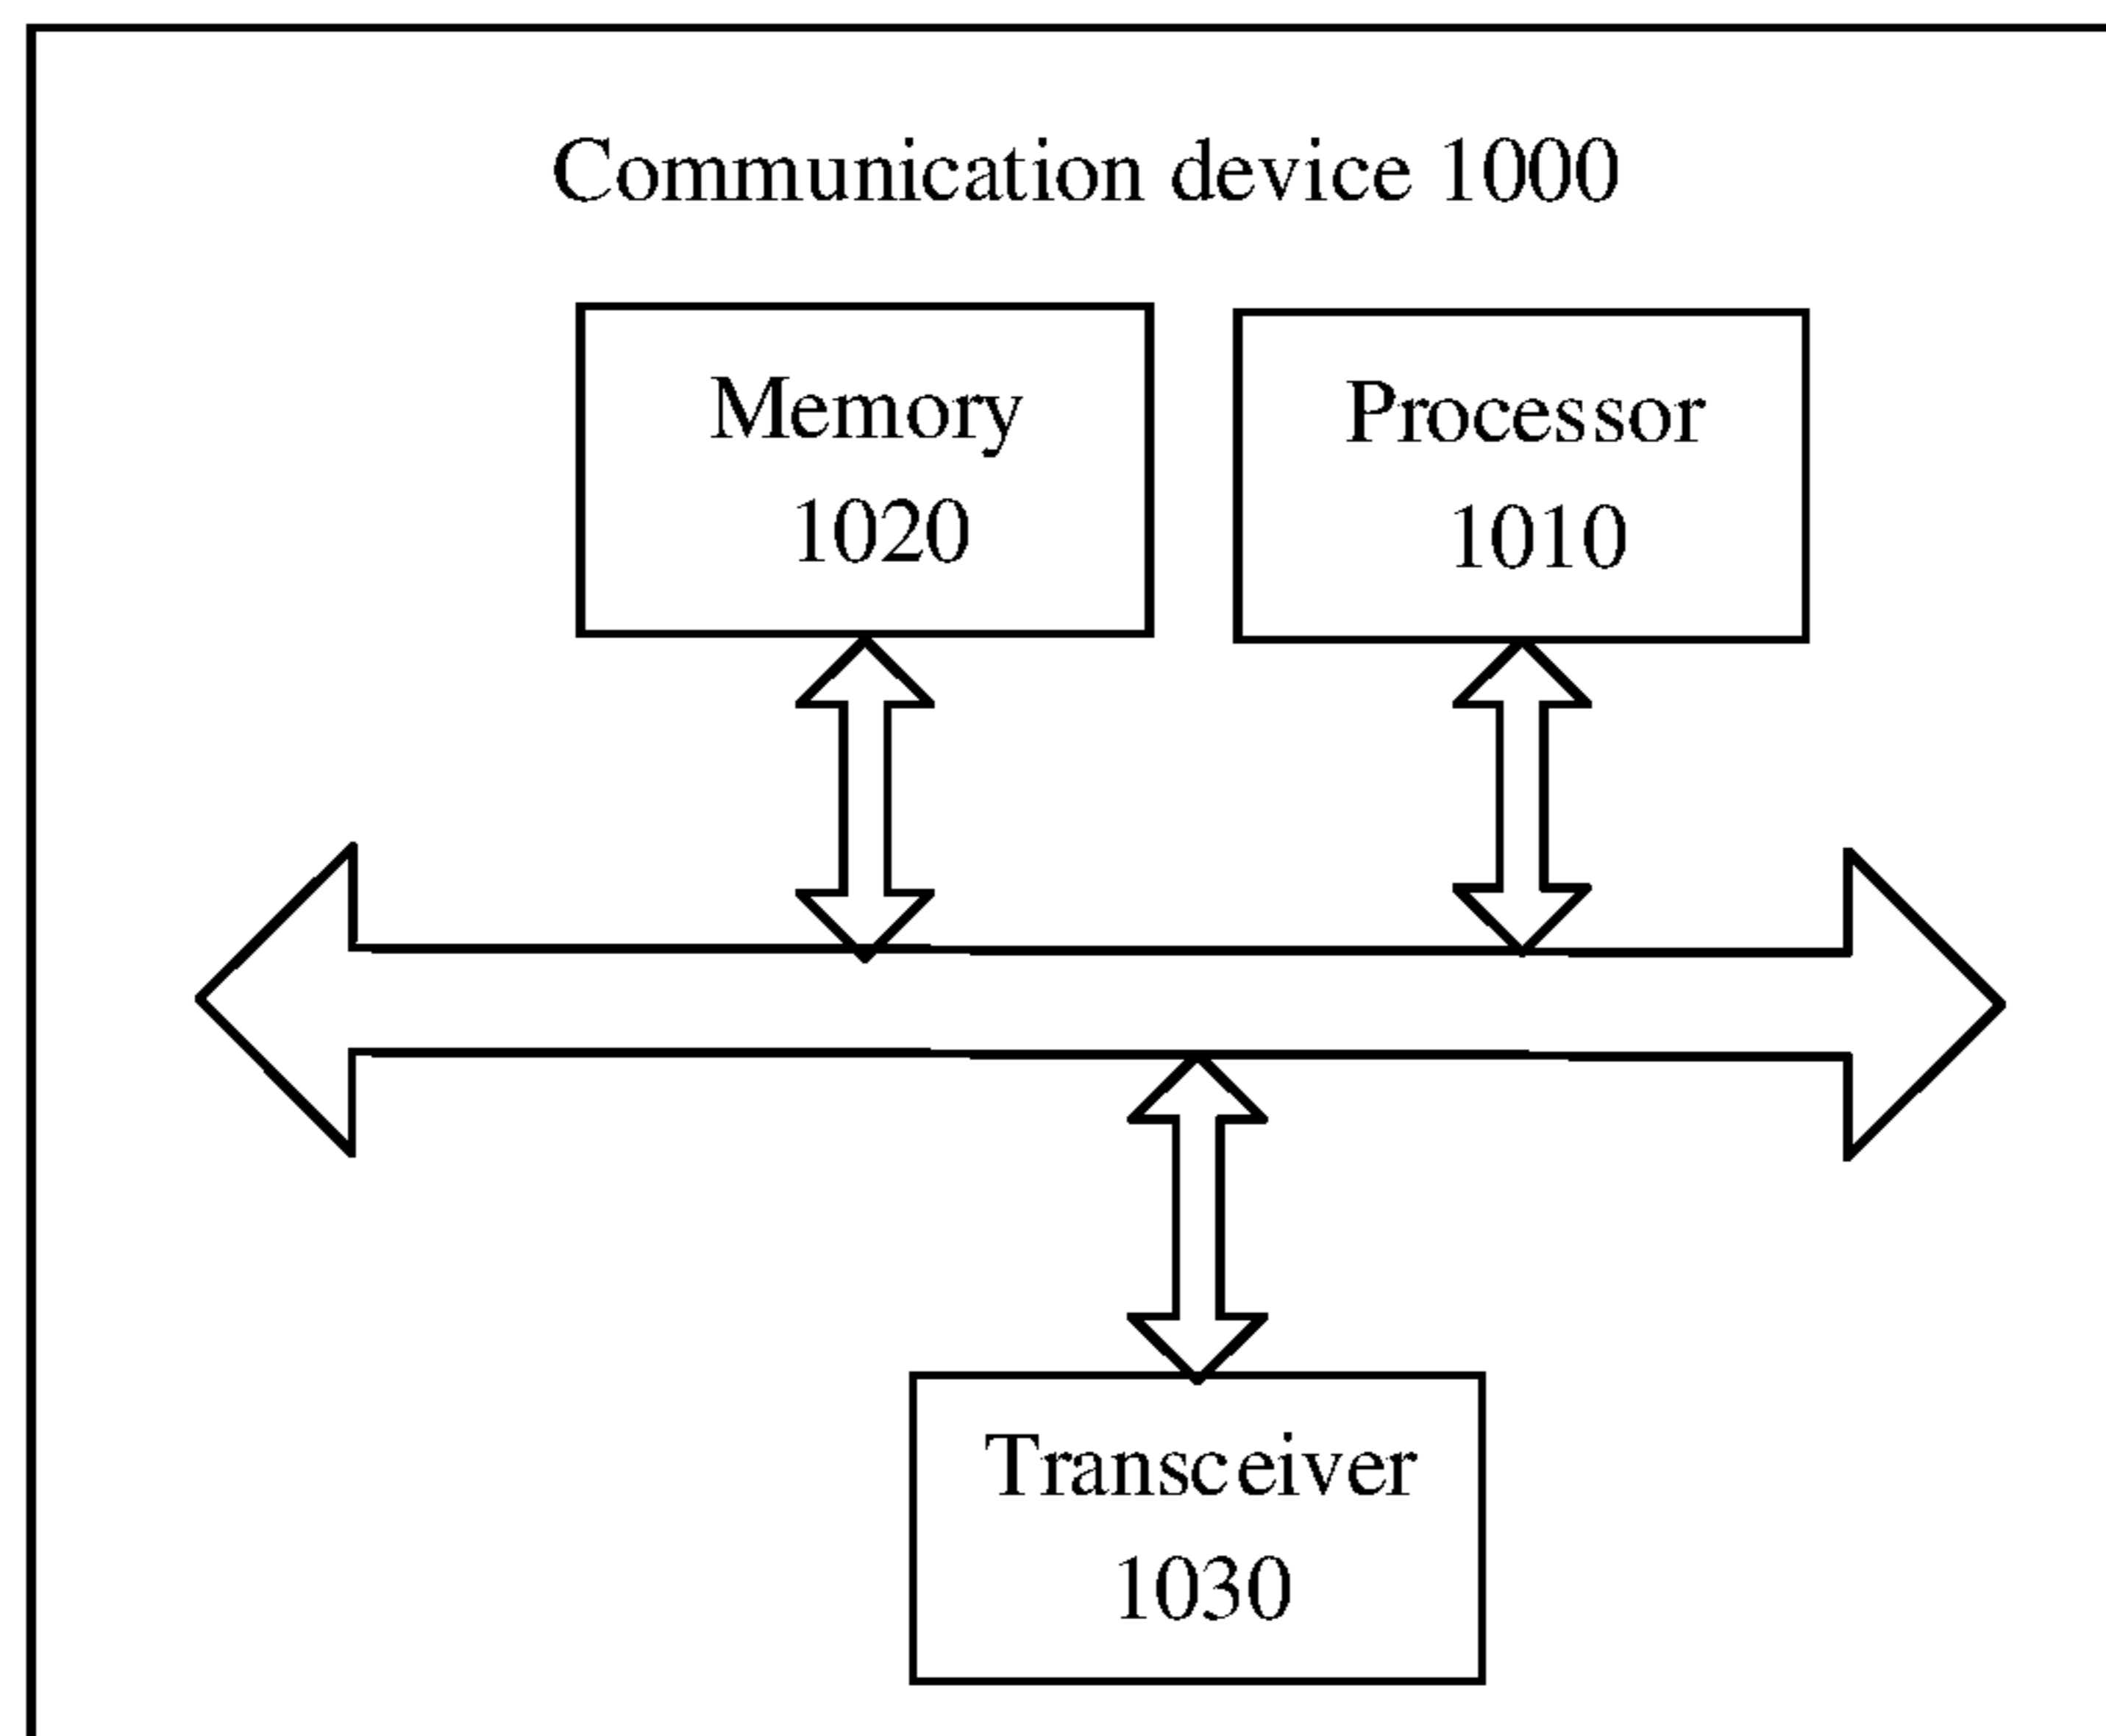 Communication device 1000
Memory
1020
Processor
1010
Transceiver
1030